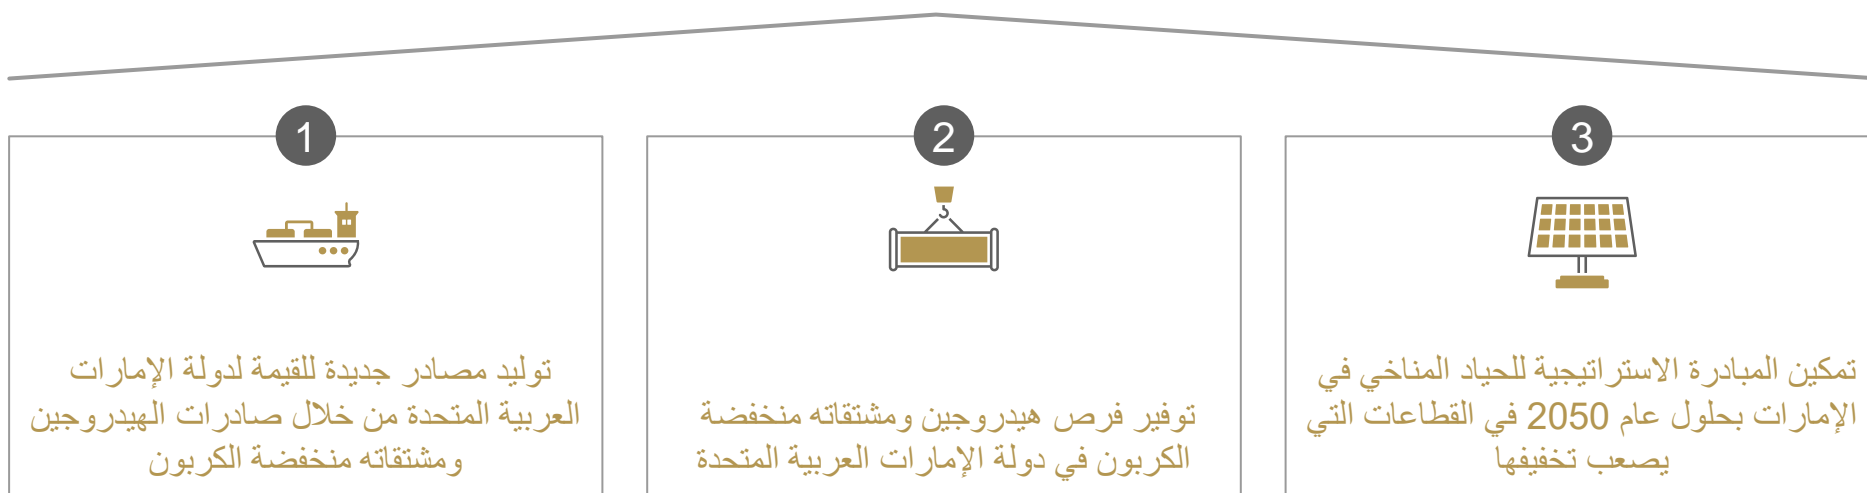 1
توليد مصادر جديدة للقيمة لدولة الإمارات
العربية المتحدة من خلال صادرات الهيدروجين
ومشتقاته منخفضة الكربون
2
توفير فرص هيدروجين ومشتقاته منخفضة
الكربون في دولة الإمارات العربية المتحدة
3
تمكين المبادرة الاستراتيجية للحياد المناخي في
الإمارات بحلول عام 2050 في القطاعات التي
يصعب تخفيفها